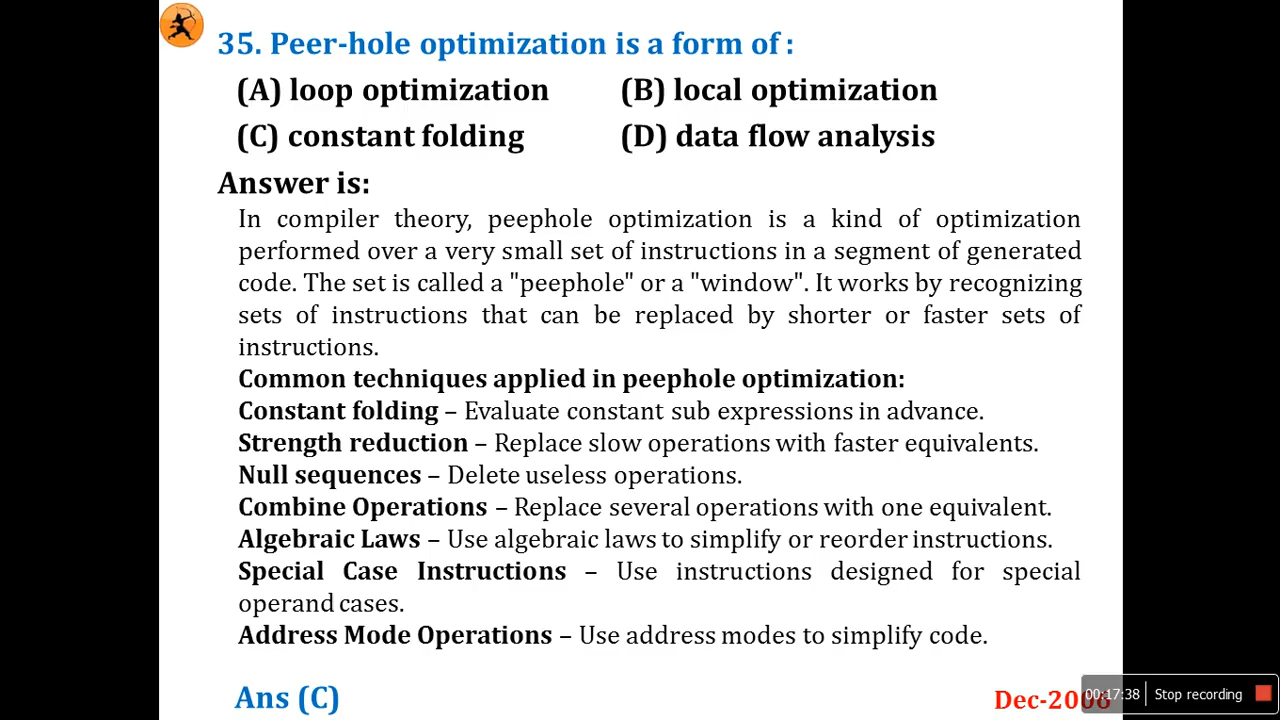 35. Peer-hole optimization is a form of :
(A) loop optimization (B) local optimization
(C) constant folding (D) data flow analysis
Answer is:
In compiler theory, peephole optimization is a kind of optimization
performed over a very small set of instructions in a segment of generated
code. The set is called a "peephole" or a "window". It works by recognizing
sets of instructions that can be replaced by shorter or faster sets of
instructions.
Common techniques applied in peephole optimization:
Constant folding – Evaluate constant sub expressions in advance.
Strength reduction – Replace slow operations with faster equivalents.
Null sequences – Delete useless operations.
Combine Operations – Replace several operations with one equivalent.
Algebraic Laws – Use algebraic laws to simplify or reorder instructions.
Special Case Instructions – Use instructions designed for special
operand cases.
Address Mode Operations – Use address modes to simplify code.
Ans (C)
Dec-2008
00:17:38 Stop recording